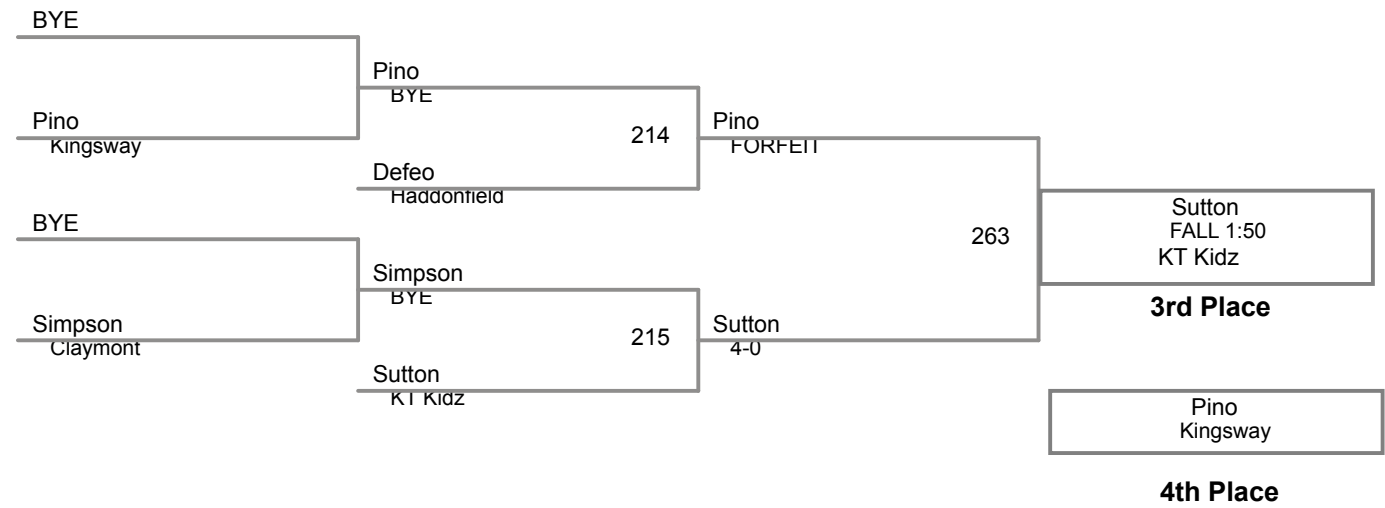 BYE
Pino
BYE
Pino
Kingsway
214
Pino
FORFEIT
Defeo
Haddonfield
BYE
263
Sutton
FALL 1:50
KT Kidz
3rd Place
Simpson
BYE
Simpson
Claymont
215
Sutton
4-0
Sutton
KT Kidz
Pino
Kingsway
4th Place